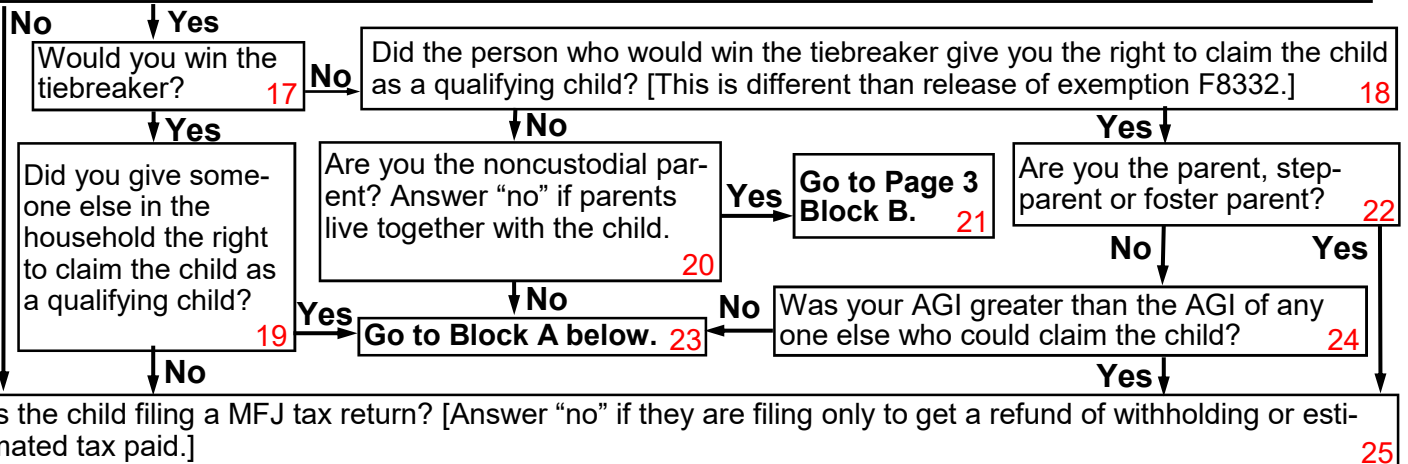 No
Yes
Would you win the
tiebreaker?
17
No
Did the person who would win the tiebreaker give you the right to claim the child
as a qualifying child? [This is different than release of exemption F8332.]
18
Yes
No
Yes
Did you give some-
one else in the
household the right
to claim the child as
a qualifying child?
19
Are you the noncustodial par-
ent? Answer “no” if parents
live together with the child.
20
Yes
Go to Page 3
Block B.
21
Are you the parent, step-
parent or foster parent?
22
No
Yes
Yes
No
Go to Block A below. 23
No
Was your AGI greater than the AGI of any
one else who could claim the child?
24
No
Yes
s the child filing a MFJ tax return? [Answer “no” if they are filing only to get a refund of withholding or esti-
mated tax paid.]
25